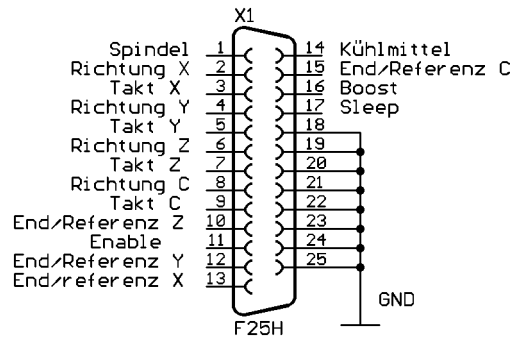 X1
Spindel 1 14 Kühlmittel
Richtung X 2 15 End/Referenz C
Takt X 3 16 Boost
Richtung Y 4 17 Sleep
Takt Y 5 18
Richtung Z 6 19
Takt Z 7 20
Richtung C 8 21
Takt C 9 22
End/Referenz Z 10 23
Enable 11 24
End/Referenz Y 12 25
End/referenz X 13
GND
F25H